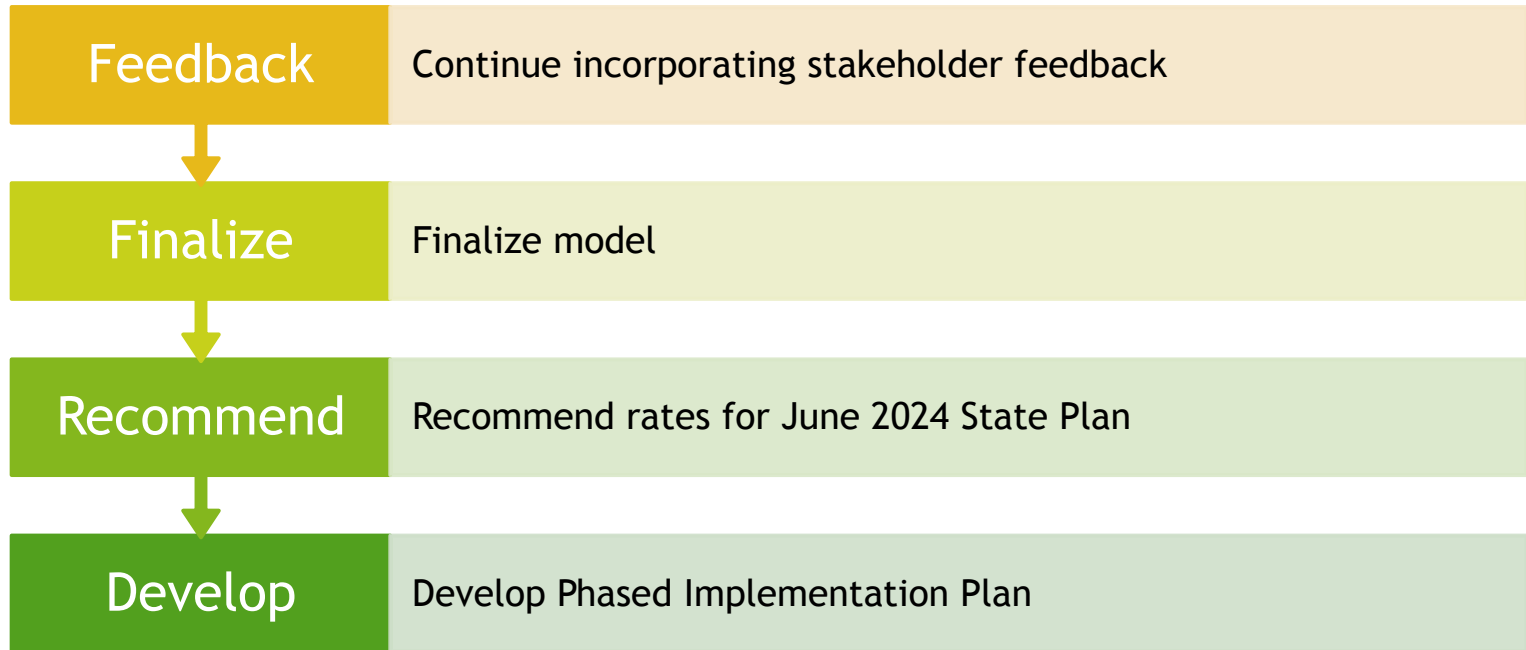 Feedback
Continue incorporating stakeholder feedback
Finalize
Finalize model
Recommend
Recommend rates for June 2024 State Plan
Develop
Develop Phased Implementation Plan